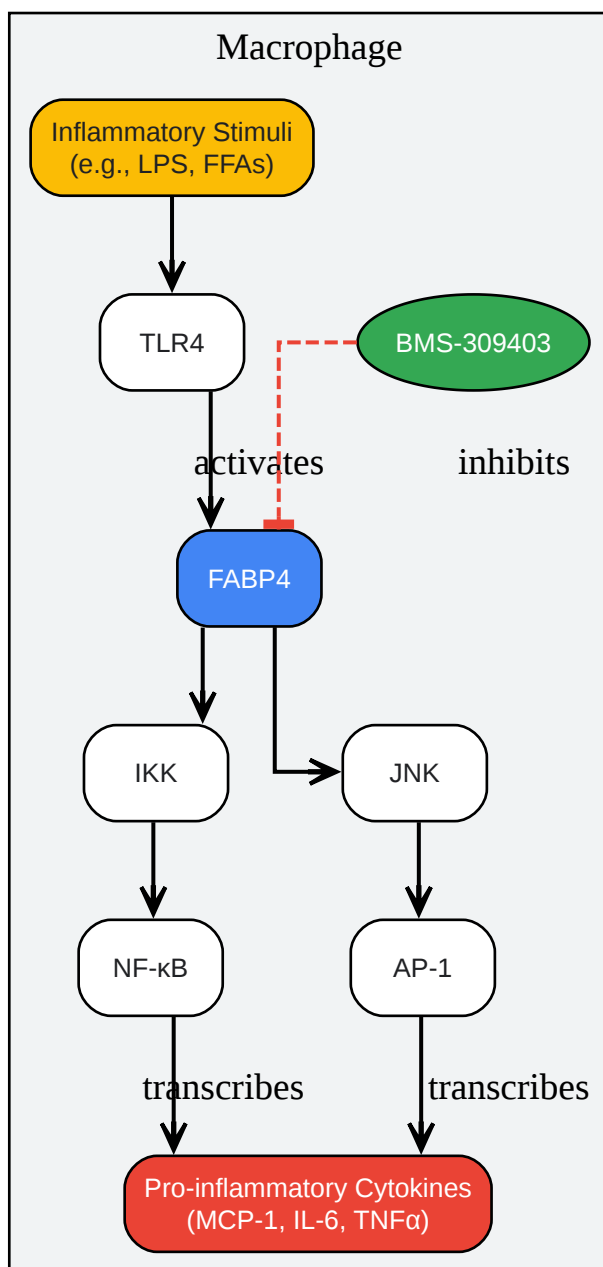 Macrophage
Inflammatory Stimuli
(e.g., LPS, FFAs)
TLR4
BMS-309403
activates
inhibits
FABP4
IKK
JNK
NF-κB
AP-1
transcribes
transcribes
Pro-inflammatory Cytokines
(MCP-1, IL-6, TNFα)